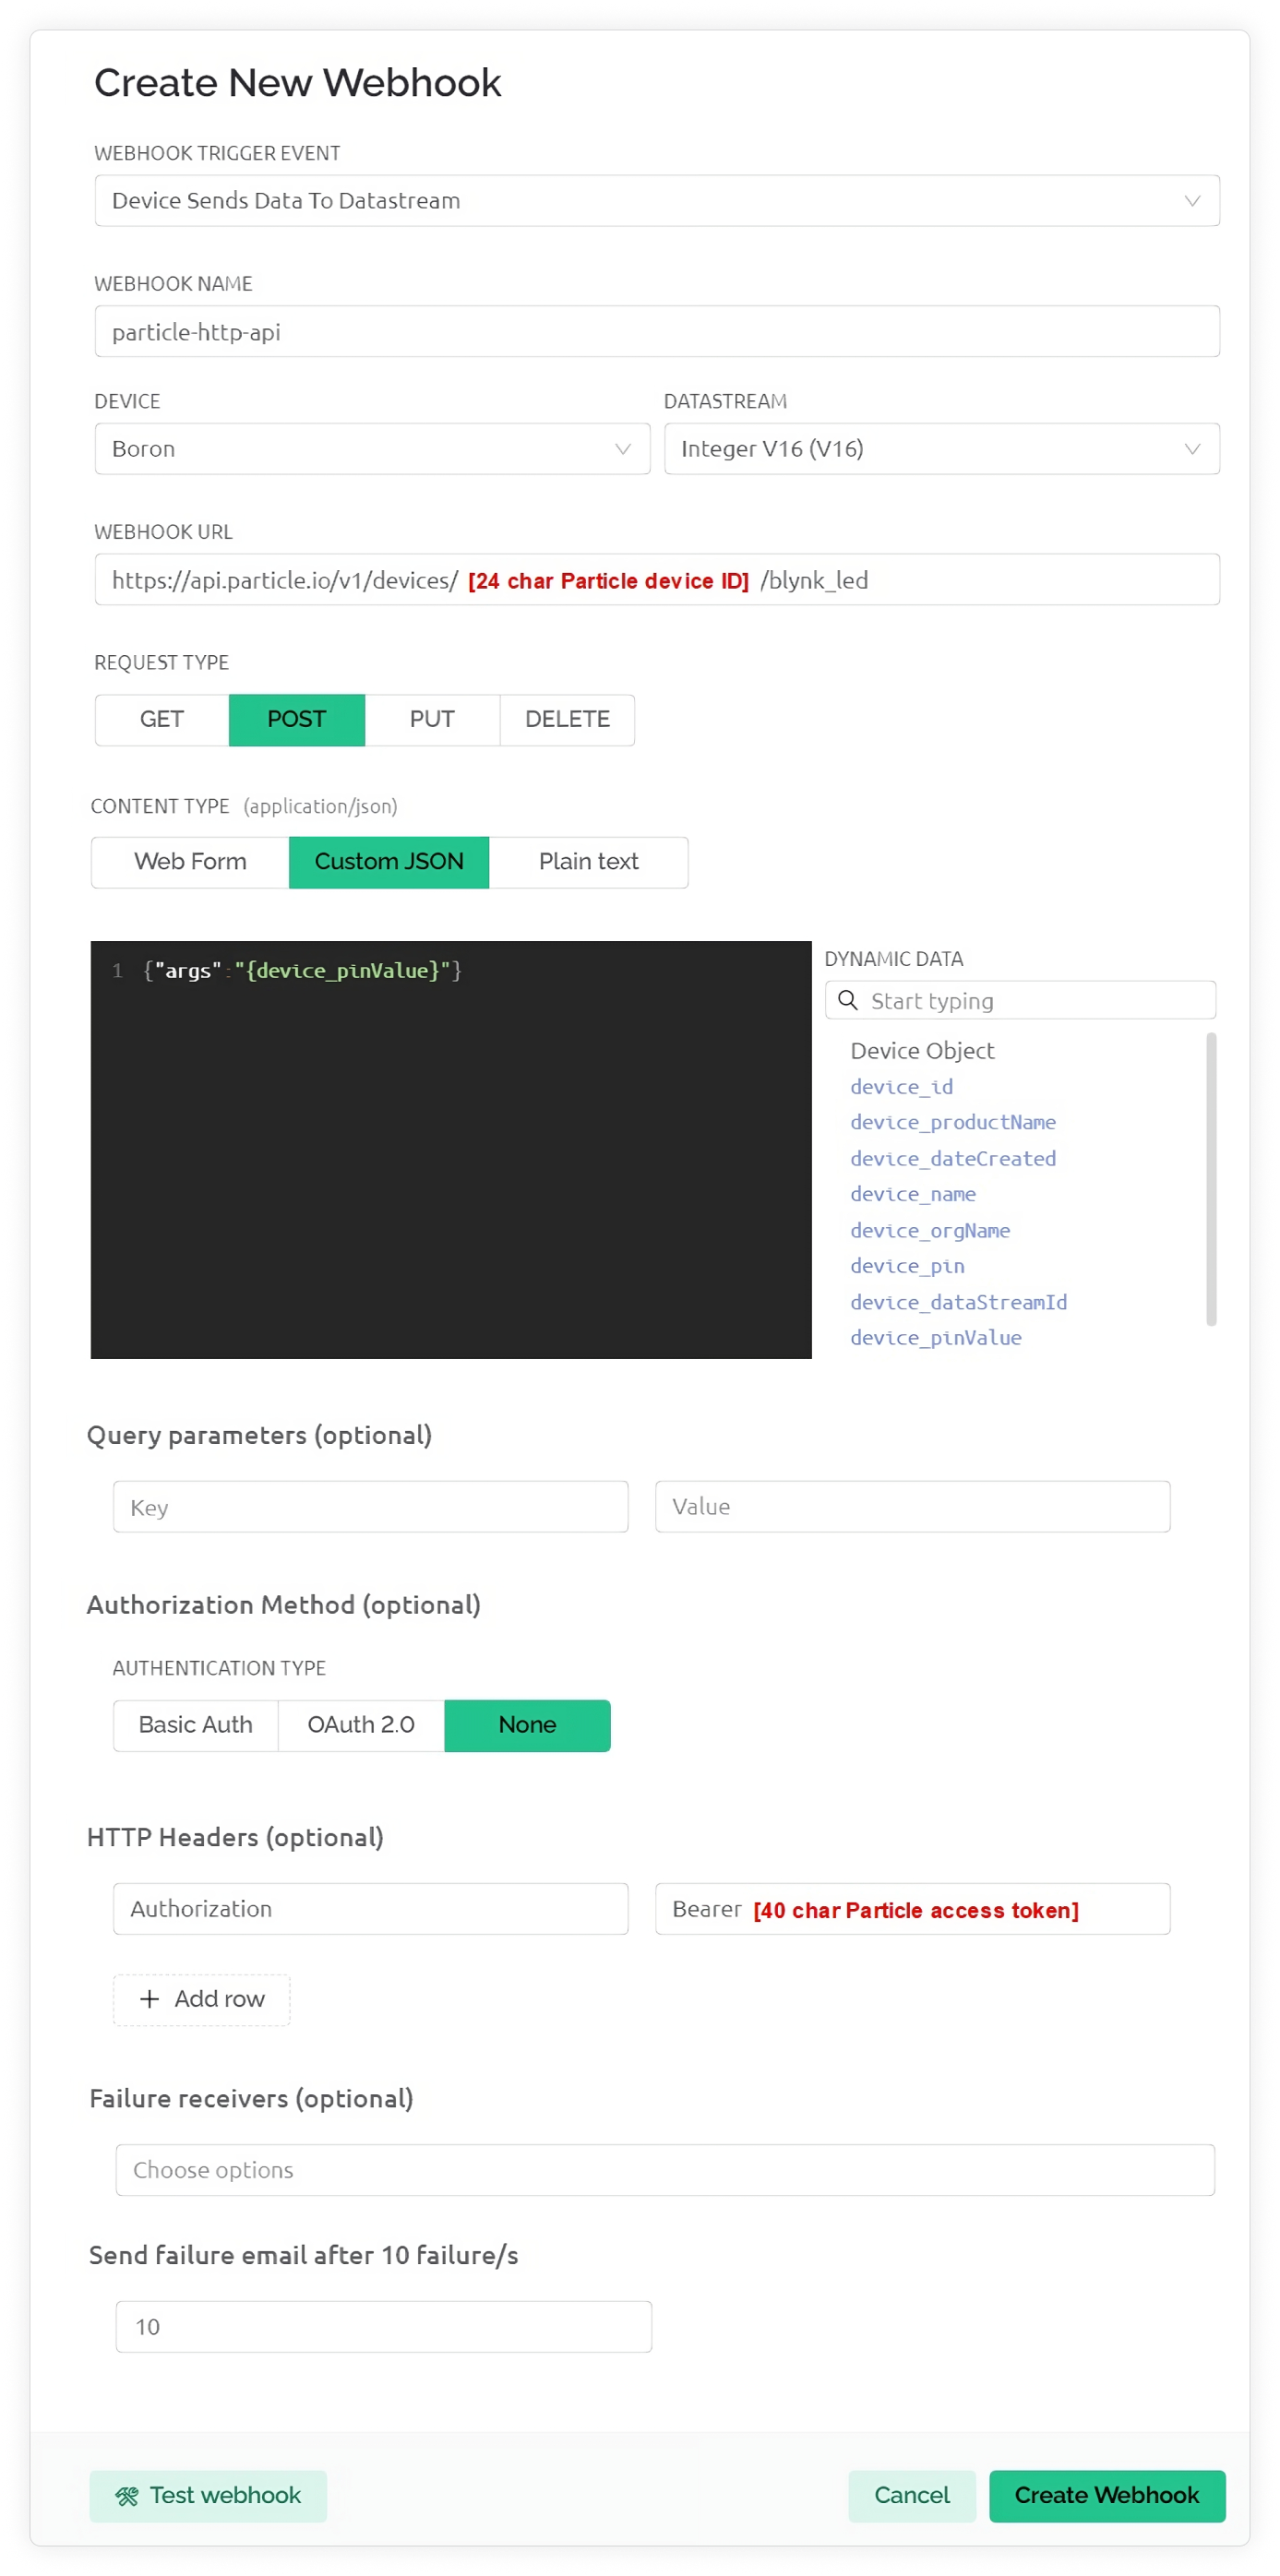 Create New Webhook
WEBHOOK TRIGGER EVENT
Device Sends Data To Datastream
WEBHOOK NAME
particle-http-api
DEVICE
DATASTREAM
Boron
Integer V16 (V16)
WEBHOOK URL
https://api.particle.io/v1/devices/ [24 char Particle device ID] /blynk_led
REQUEST TYPE
GET POST PUT DELETE
CONTENT TYPE (application/json)
Web Form Custom JSON Plain text
1 {"args":"{device_pinValue}"}
DYNAMIC DATA
Start typing
Device Object
device_id
device_productName
device_dateCreated
device_name
device_orgName
device_pin
device_dataStreamId
device_pinValue
Query parameters (optional)
Key
Value
Authorization Method (optional)
AUTHENTICATION TYPE
Basic Auth OAuth 2.0 None
HTTP Headers (optional)
Authorization
Bearer [40 char Particle access token]
+ Add row
Failure receivers (optional)
Choose options
Send failure email after 10 failure/s
10
Test webhook
Cancel
Create Webhook